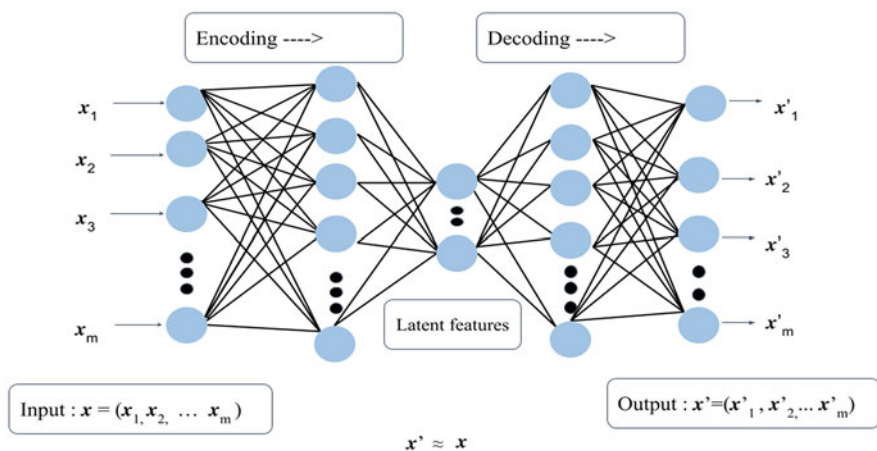 Encoding ---->
Decoding ---->
x₁
x'₁
x₂
x'₂
x₃
x'₃
xₘ
x'ₘ
Latent features
Input : x = (x₁, x₂, … xₘ)
Output : x'=(x'₁ , x'₂,... x'ₘ)
x' ≈ x